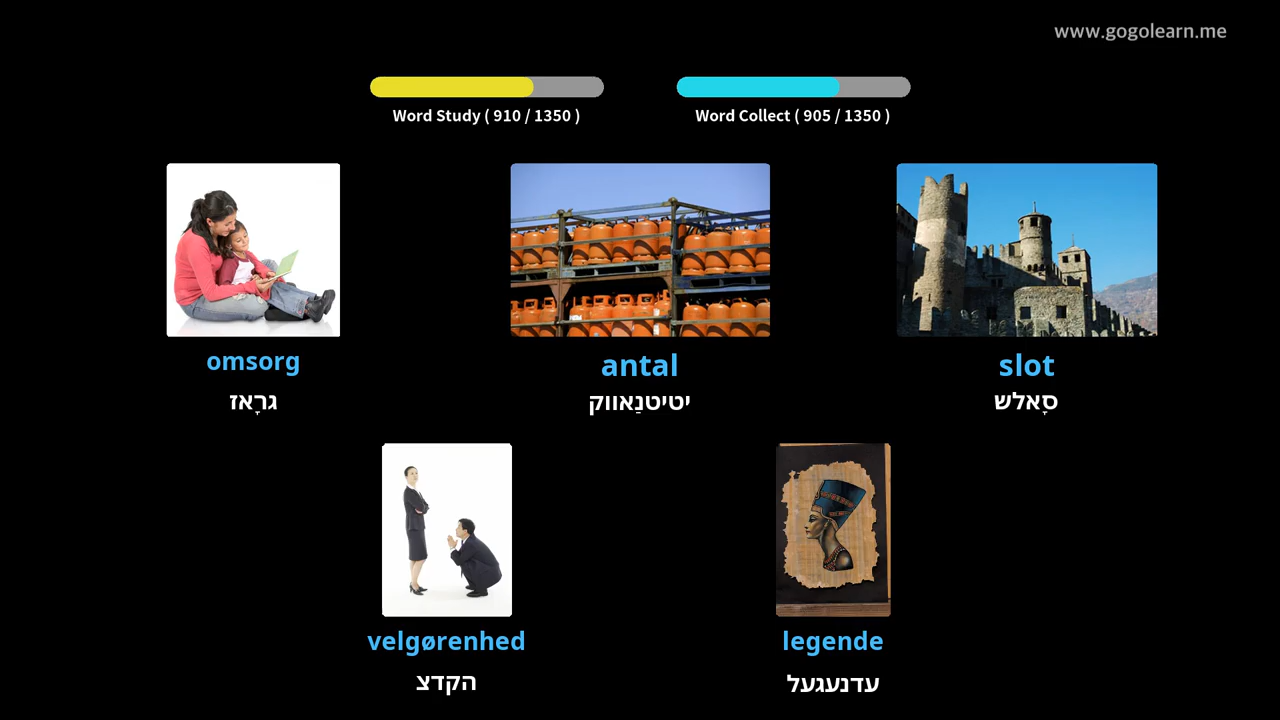 www.gogolearn.me
Word Study ( 910 / 1350 )
Word Collect ( 905 / 1350 )
omsorg
גרָאז
antal
יטיטנַאווק
slot
סָאלש
velgørenhed
הקדצ
legende
עדנעגעל